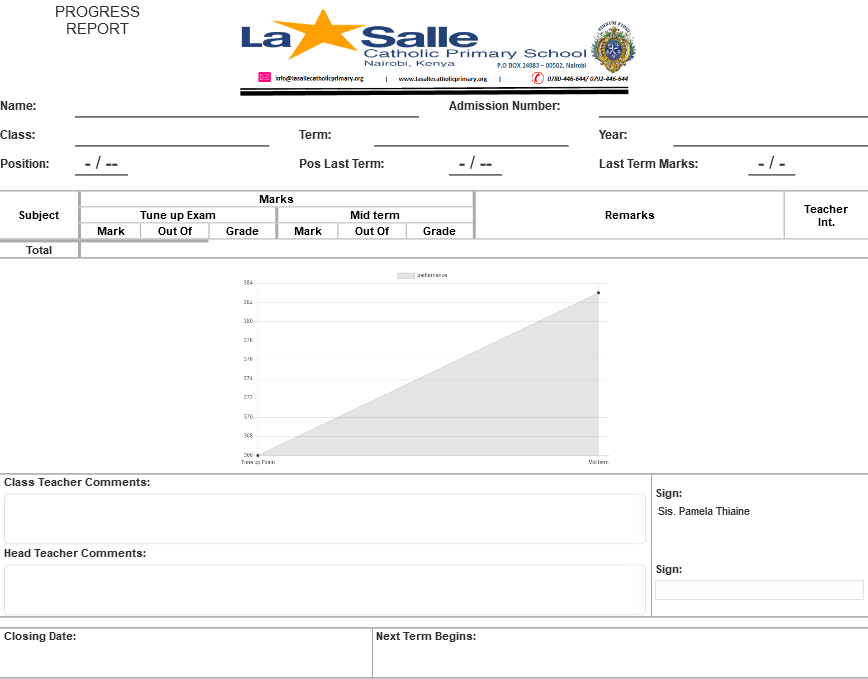 PROGRESS
REPORT
La Salle
Catholic Primary School
Nairobi, Kenya
P.O BOX 24083 – 00502, Nairobi
info@lasallecatholicprimary.org | www.lasallecatholicprimary.org | 0780-446-644/ 0792-446-644
Name: Admission Number:
Class: Term: Year:
Position: - / -- Pos Last Term: - / -- Last Term Marks: - / -
Subject Marks Remarks Teacher Int.
Tune up Exam Mid term
Mark Out Of Grade Mark Out Of Grade
Total
performance
384
382
380
378
376
374
372
370
368
366
Tune up Exam Mid term
Class Teacher Comments:
Sign:
Sis. Pamela Thiaine
Head Teacher Comments:
Sign:
Closing Date: Next Term Begins: